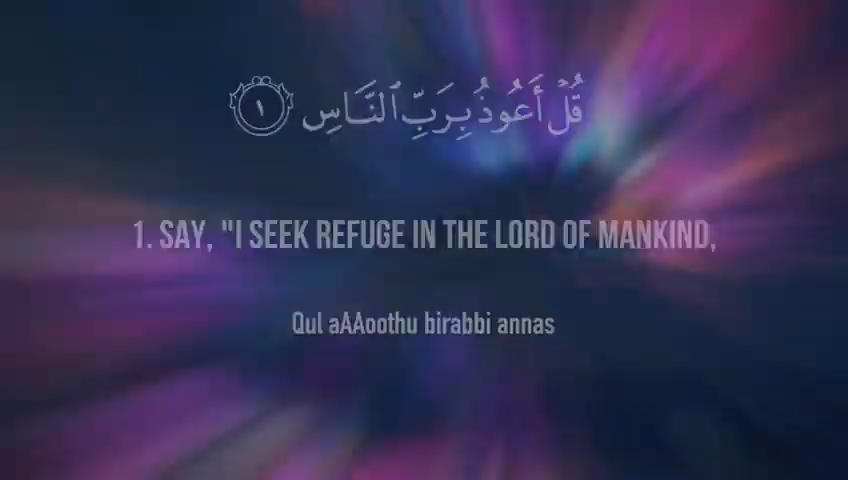 قُلْ أَعُوذُ بِرَبِّ ٱلنَّاسِ ١
1. SAY, "I SEEK REFUGE IN THE LORD OF MANKIND,
Qul aAAoothu birabbi annas